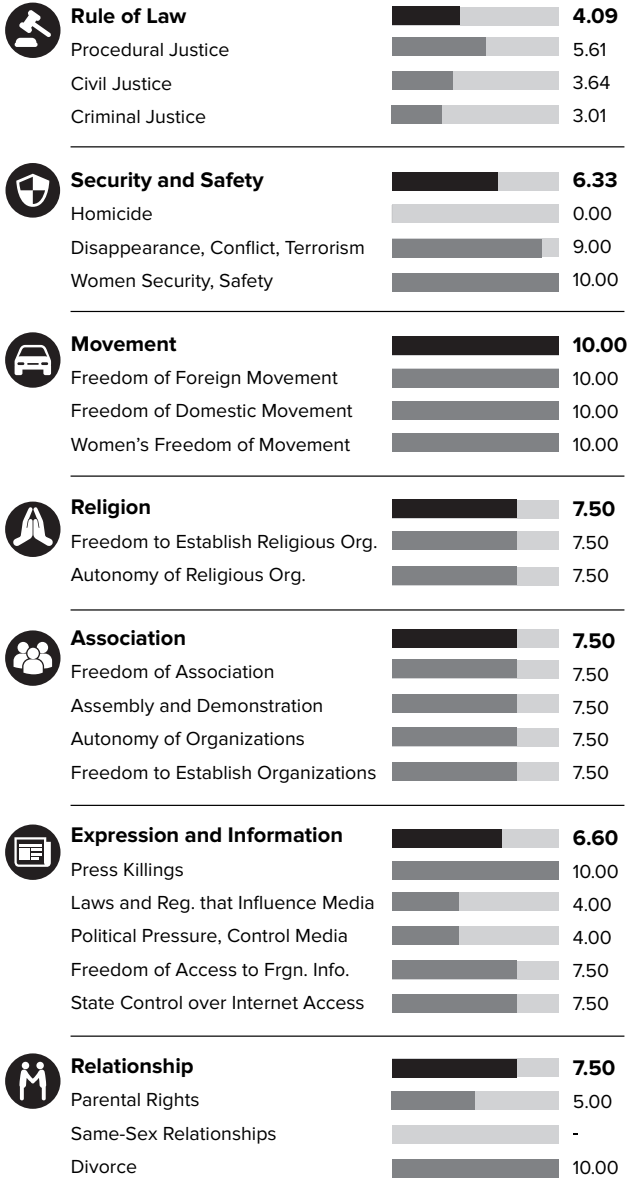 Rule of Law 4.09
Procedural Justice 5.61
Civil Justice 3.64
Criminal Justice 3.01
Security and Safety 6.33
Homicide 0.00
Disappearance, Conflict, Terrorism 9.00
Women Security, Safety 10.00
Movement 10.00
Freedom of Foreign Movement 10.00
Freedom of Domestic Movement 10.00
Women’s Freedom of Movement 10.00
Religion 7.50
Freedom to Establish Religious Org. 7.50
Autonomy of Religious Org. 7.50
Association 7.50
Freedom of Association 7.50
Assembly and Demonstration 7.50
Autonomy of Organizations 7.50
Freedom to Establish Organizations 7.50
Expression and Information 6.60
Press Killings 10.00
Laws and Reg. that Influence Media 4.00
Political Pressure, Control Media 4.00
Freedom of Access to Frgn. Info. 7.50
State Control over Internet Access 7.50
Relationship 7.50
Parental Rights 5.00
Same-Sex Relationships -
Divorce 10.00